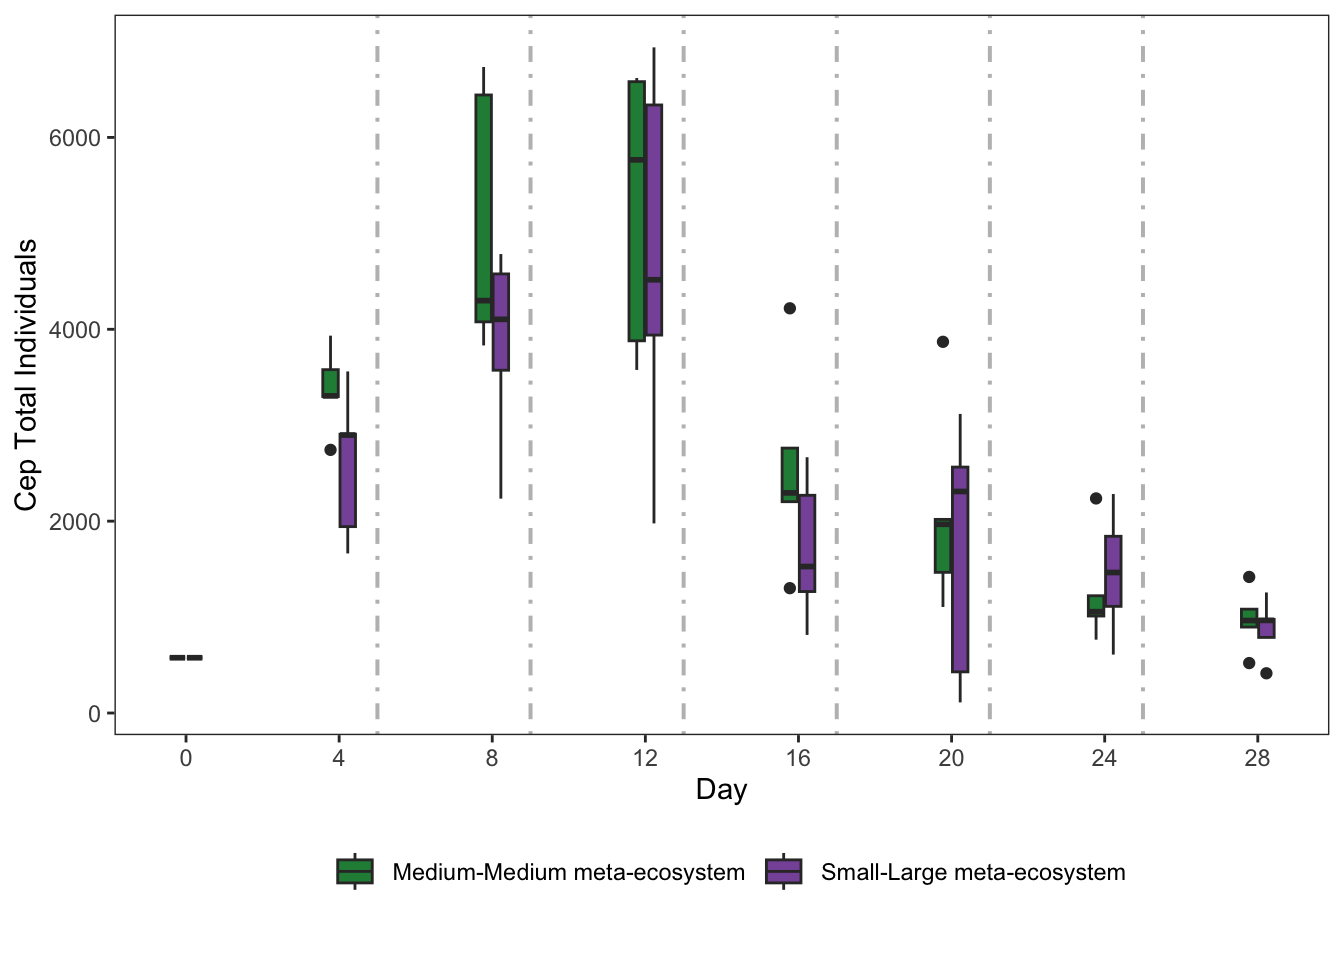 Cep Total Individuals
6000
4000
2000
0
0 4 8 12 16 20 24 28
Day
Medium-Medium meta-ecosystem Small-Large meta-ecosystem